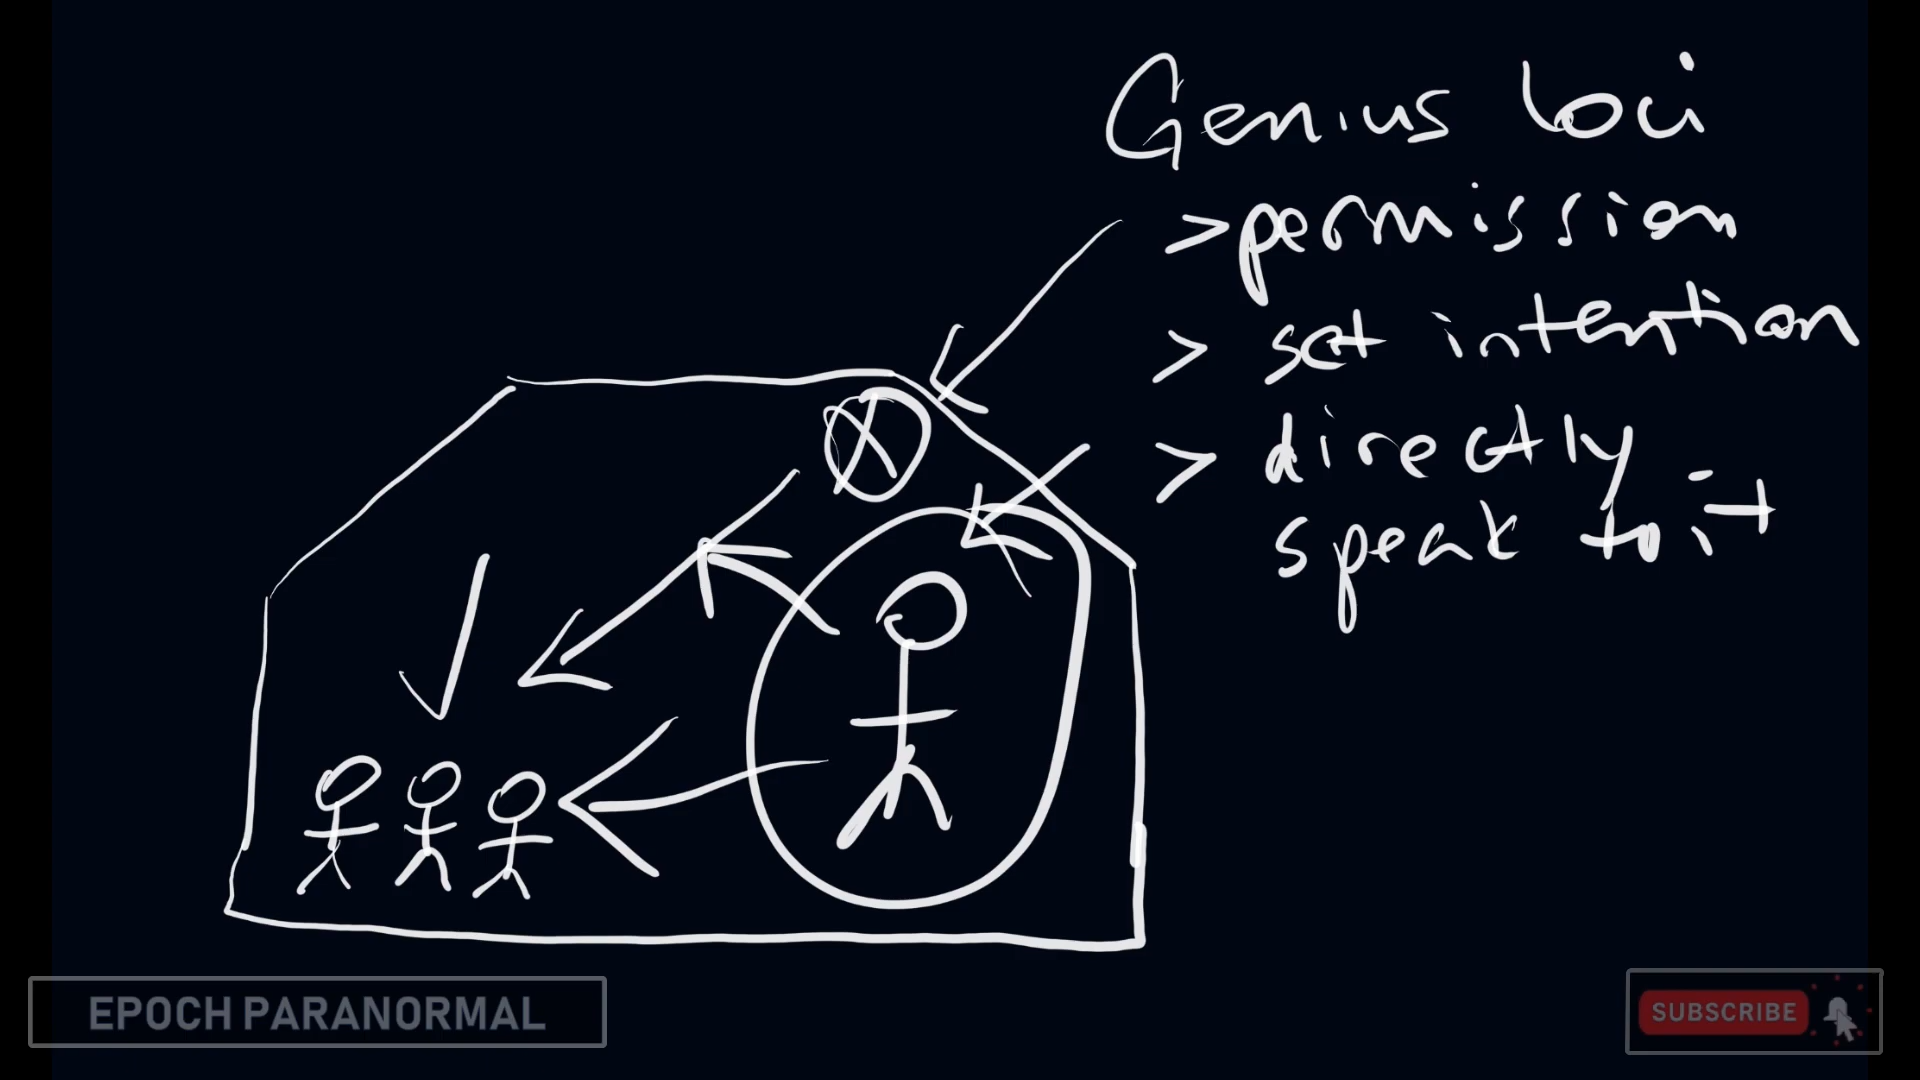 Genius loci
> permission
> set intention
> directly
speak to it
EPOCH PARANORMAL
SUBSCRIBE